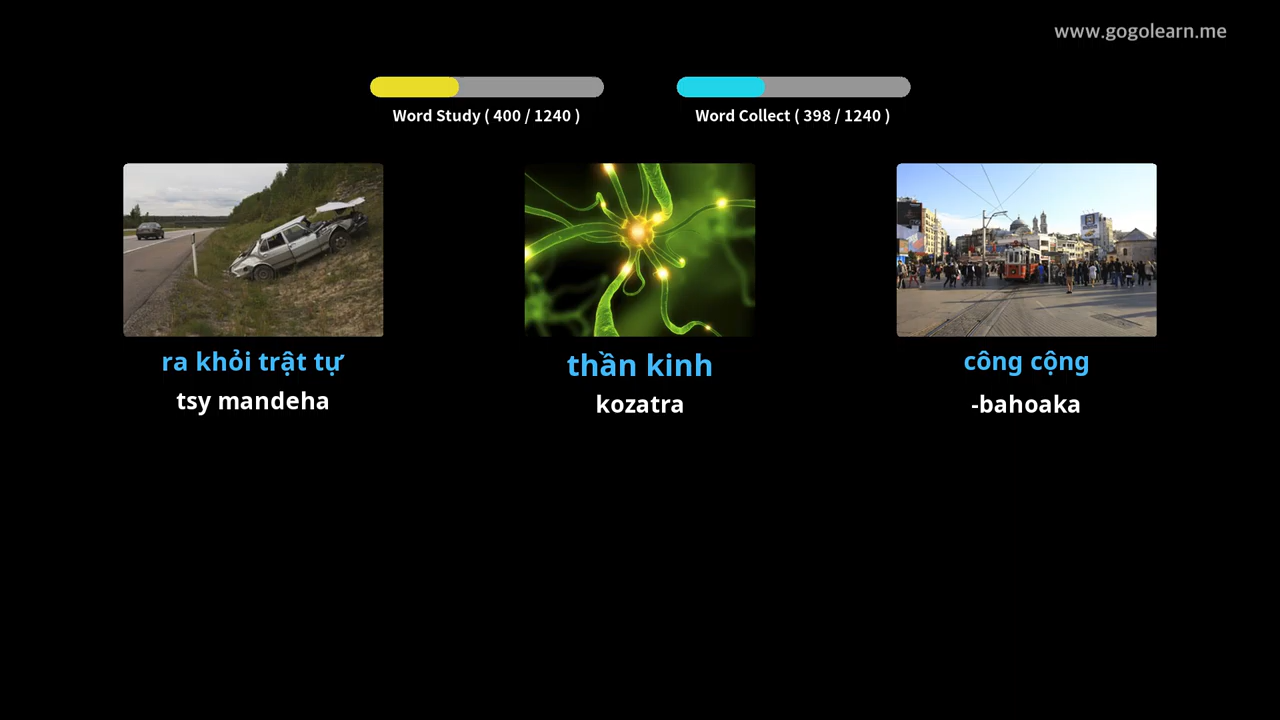 www.gogolearn.me
Word Study ( 400 / 1240 )
Word Collect ( 398 / 1240 )
ra khỏi trật tự
tsy mandeha
thần kinh
kozatra
công cộng
-bahoaka